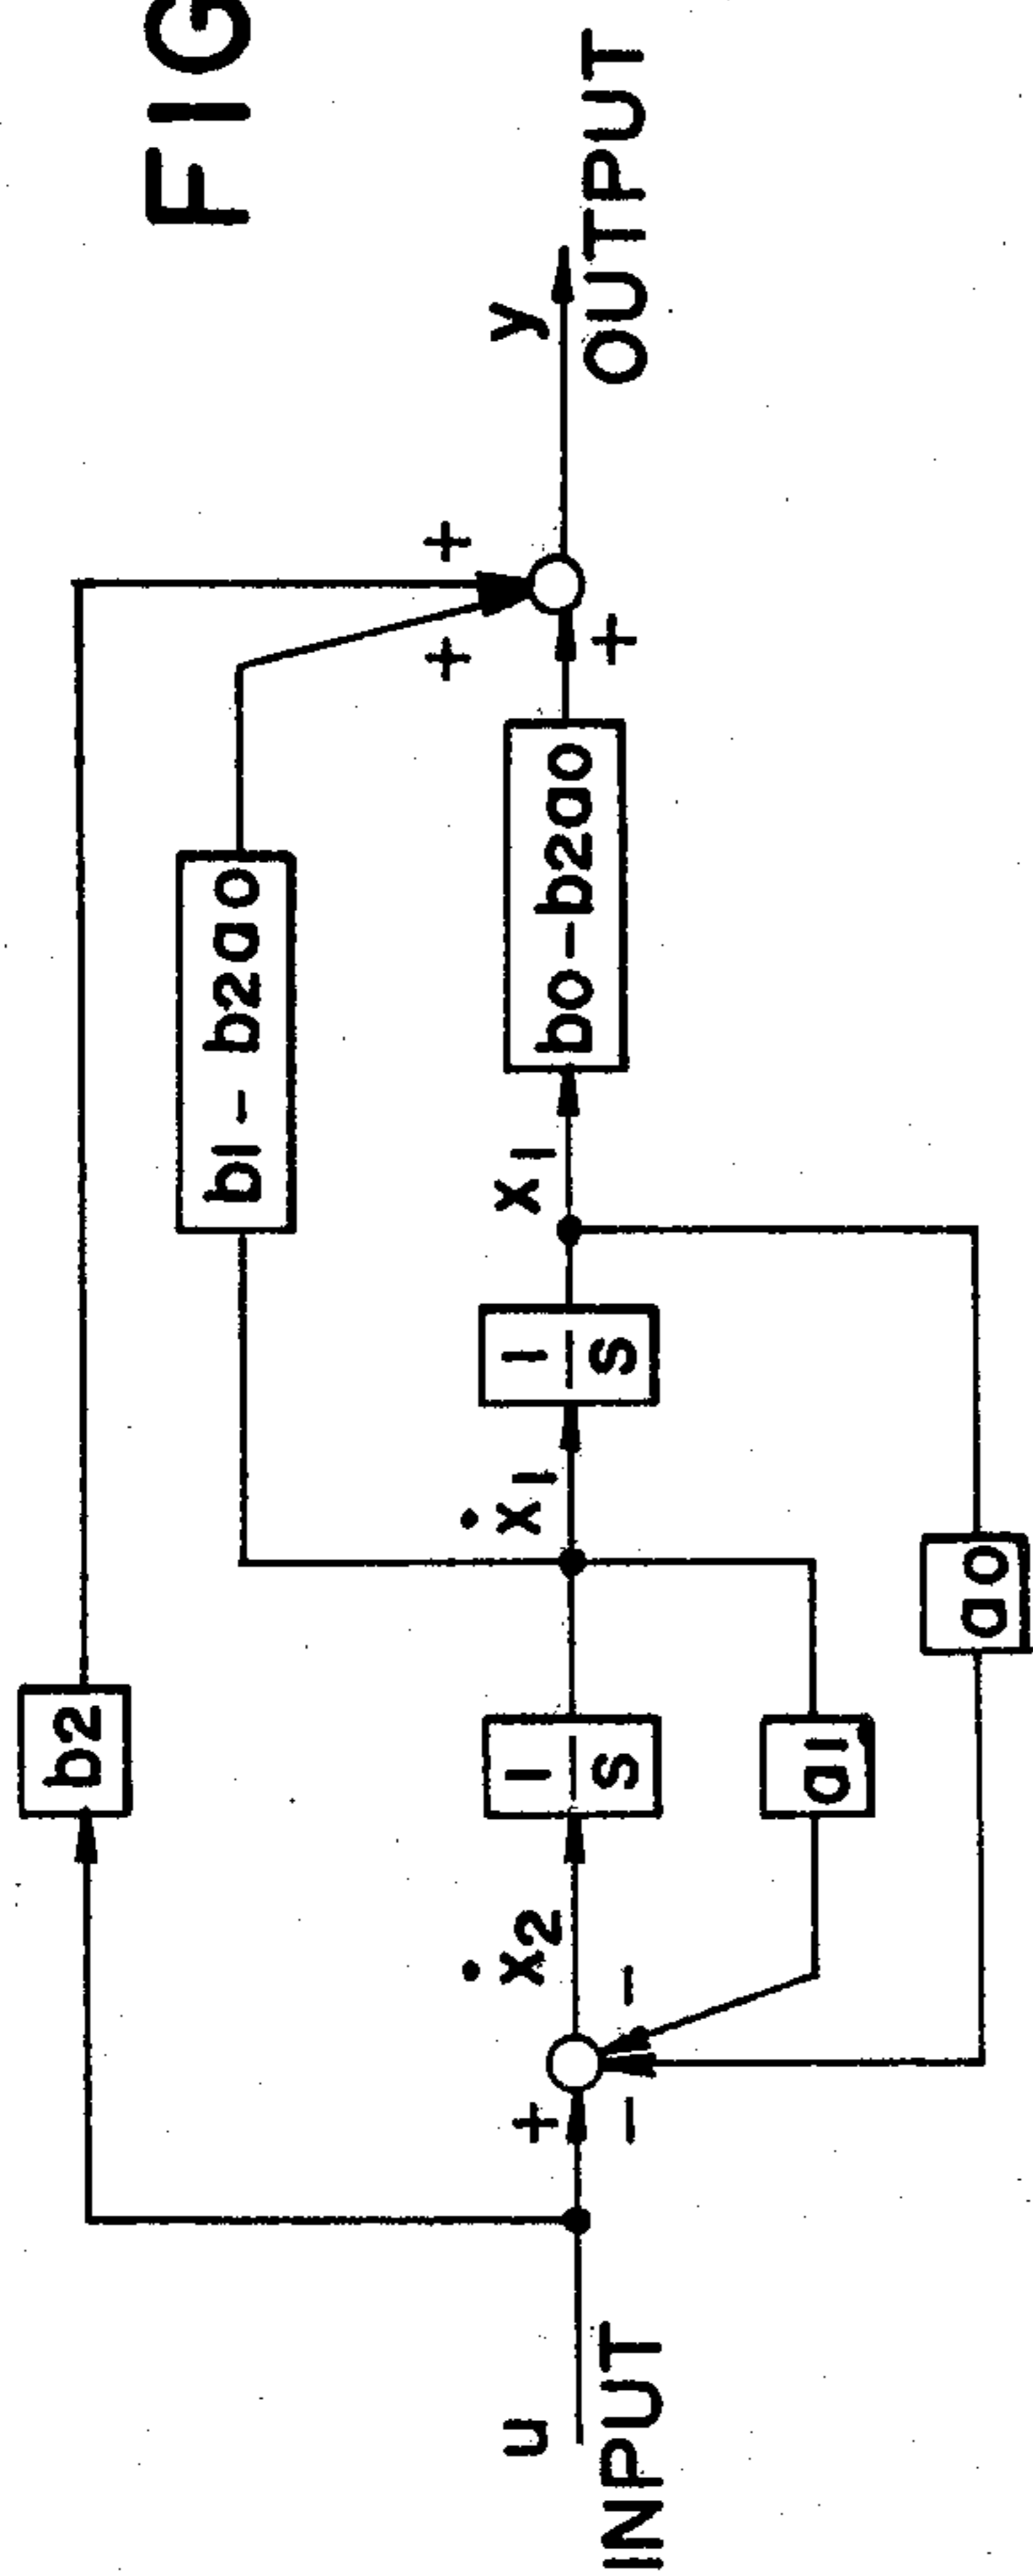 FIG
b2
b1-b2a0
+
+
u
INPUT
+
-
-
ẋ2
1
s
ẋ1
1
s
x1
b0-b2a0
+
y
OUTPUT
a1
a0